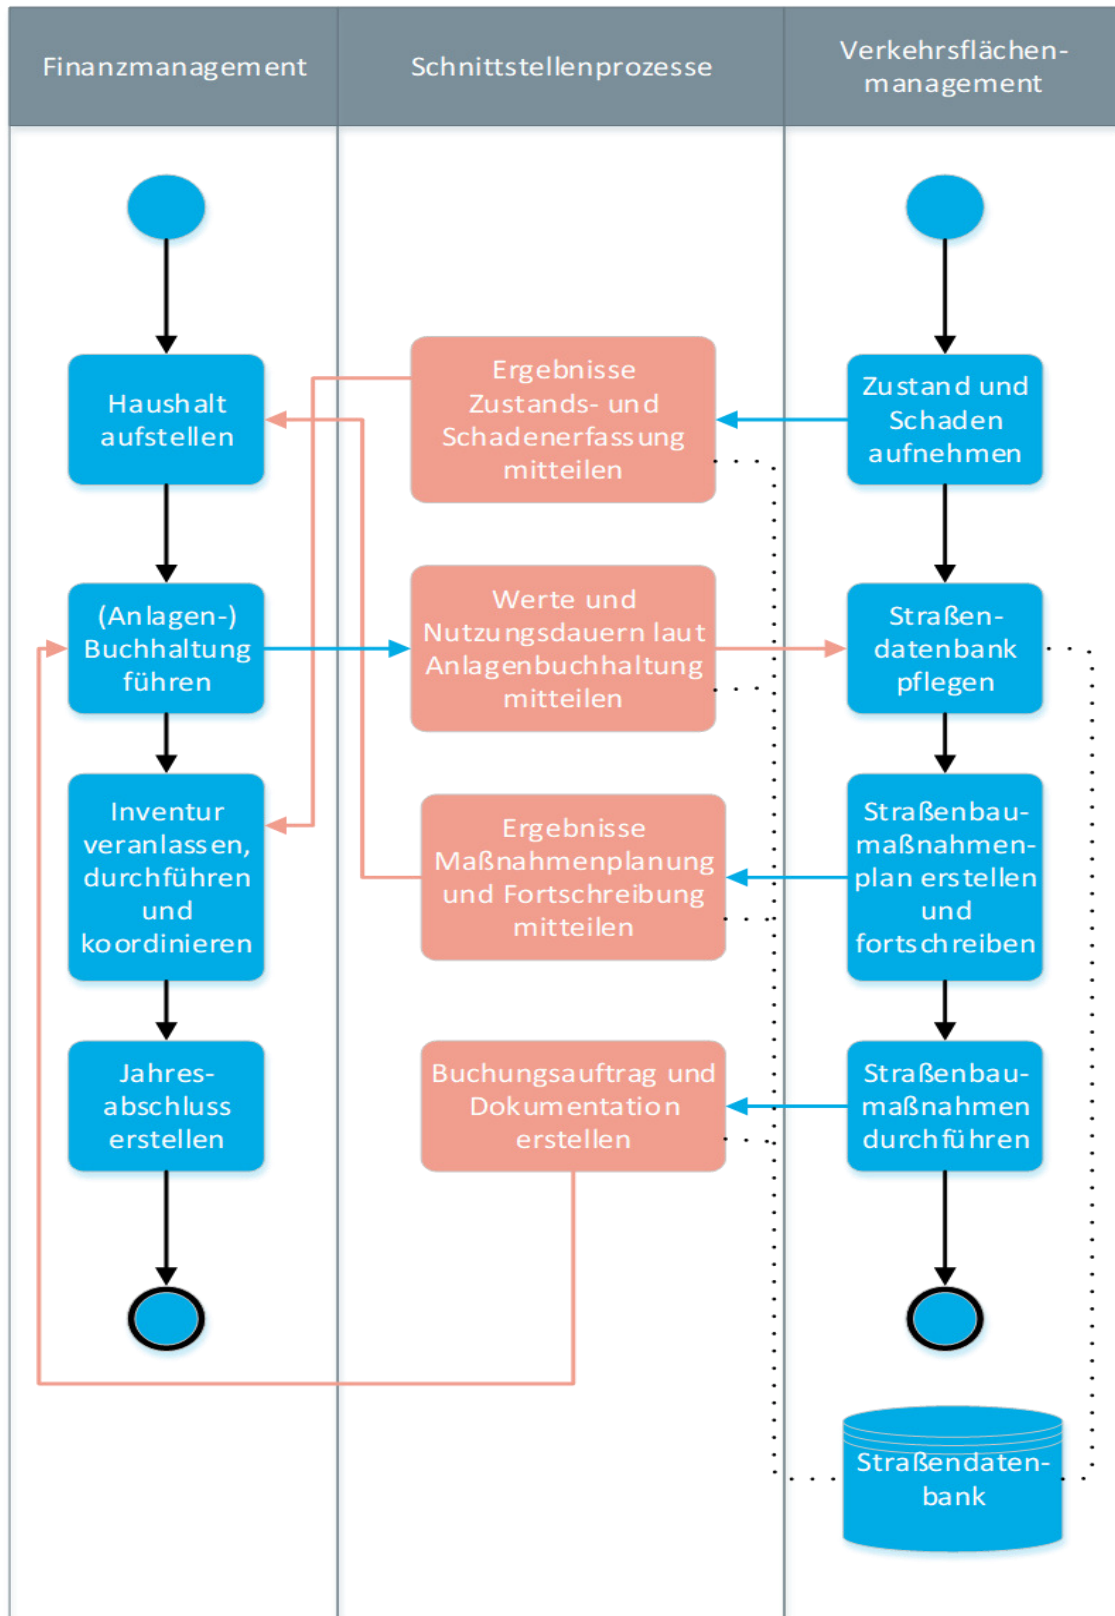 Finanzmanagement
Schnittstellenprozesse
Verkehrsflächen-
management
Haushalt
aufstellen
Ergebnisse
Zustands- und
Schadenerfassung
mitteilen
Zustand und
Schaden
aufnehmen
(Anlagen-)
Buchhaltung
führen
Werte und
Nutzungsdauern laut
Anlagenbuchhaltung
mitteilen
Straßen-
datenbank
pflegen
Inventur
veranlassen,
durchführen
und
koordinieren
Ergebnisse
Maßnahmenplanung
und Fortschreibung
mitteilen
Straßenbau-
maßnahmen-
plan erstellen
und
fortschreiben
Jahres-
abschluss
erstellen
Buchungsauftrag und
Dokumentation
erstellen
Straßenbau-
maßnahmen
durchführen
Straßendaten-
bank